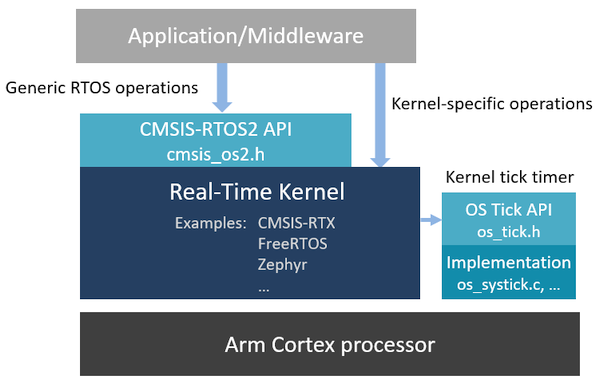 Application/Middleware
Generic RTOS operations
Kernel-specific operations
CMSIS-RTOS2 API
cmsis_os2.h
Real-Time Kernel
Examples: CMSIS-RTX
FreeRTOS
Zephyr
...
Kernel tick timer
OS Tick API
os_tick.h
Implementation
os_systick.c, ...
Arm Cortex processor